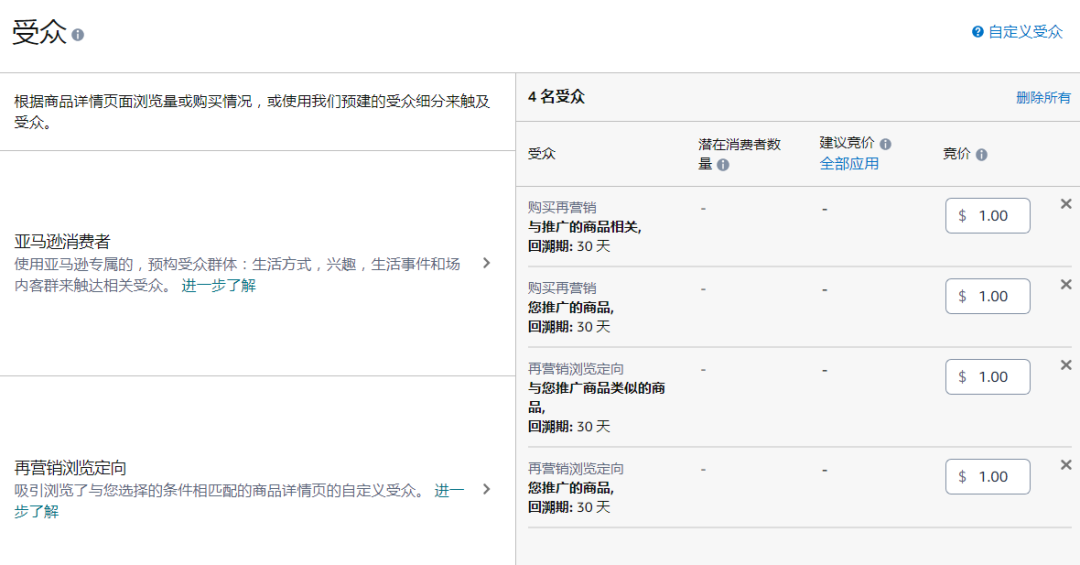 受众
自定义受众
根据商品详情页面浏览量或购买情况，或使用我们预建的受众细分来触及
受众。
亚马逊消费者
使用亚马逊专属的，预构受众群体：生活方式，兴趣，生活事件和场
内客群来触达相关受众。 进一步了解
再营销浏览定向
吸引浏览了与您选择的条件相匹配的商品详情页的自定义受众。 进一
步了解
4 名受众 删除所有
受众
潜在消费者数
量
建议竞价
全部应用
竞价
购买再营销 - - $ 1.00
与推广的商品相关,
回溯期: 30 天
购买再营销 - - $ 1.00
您推广的商品,
回溯期: 30 天
再营销浏览定向 - - $ 1.00
与您推广商品类似的商
品,
回溯期: 30 天
再营销浏览定向 - - $ 1.00
您推广的商品,
回溯期: 30 天